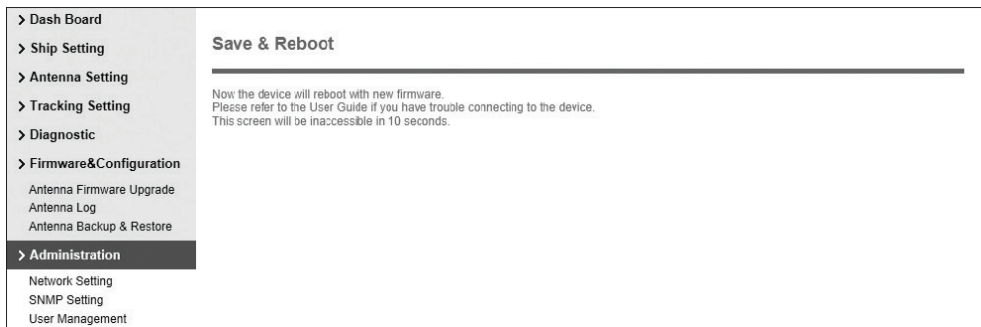 > Dash Board
> Ship Setting
> Antenna Setting
> Tracking Setting
> Diagnostic
> Firmware&Configuration
Antenna Firmware Upgrade
Antenna Log
Antenna Backup & Restore
> Administration
Network Setting
SNMP Setting
User Management
Save & Reboot
Now the device will reboot with new firmware.
Please refer to the User Guide if you have trouble connecting to the device.
This screen will be inaccessible in 10 seconds.